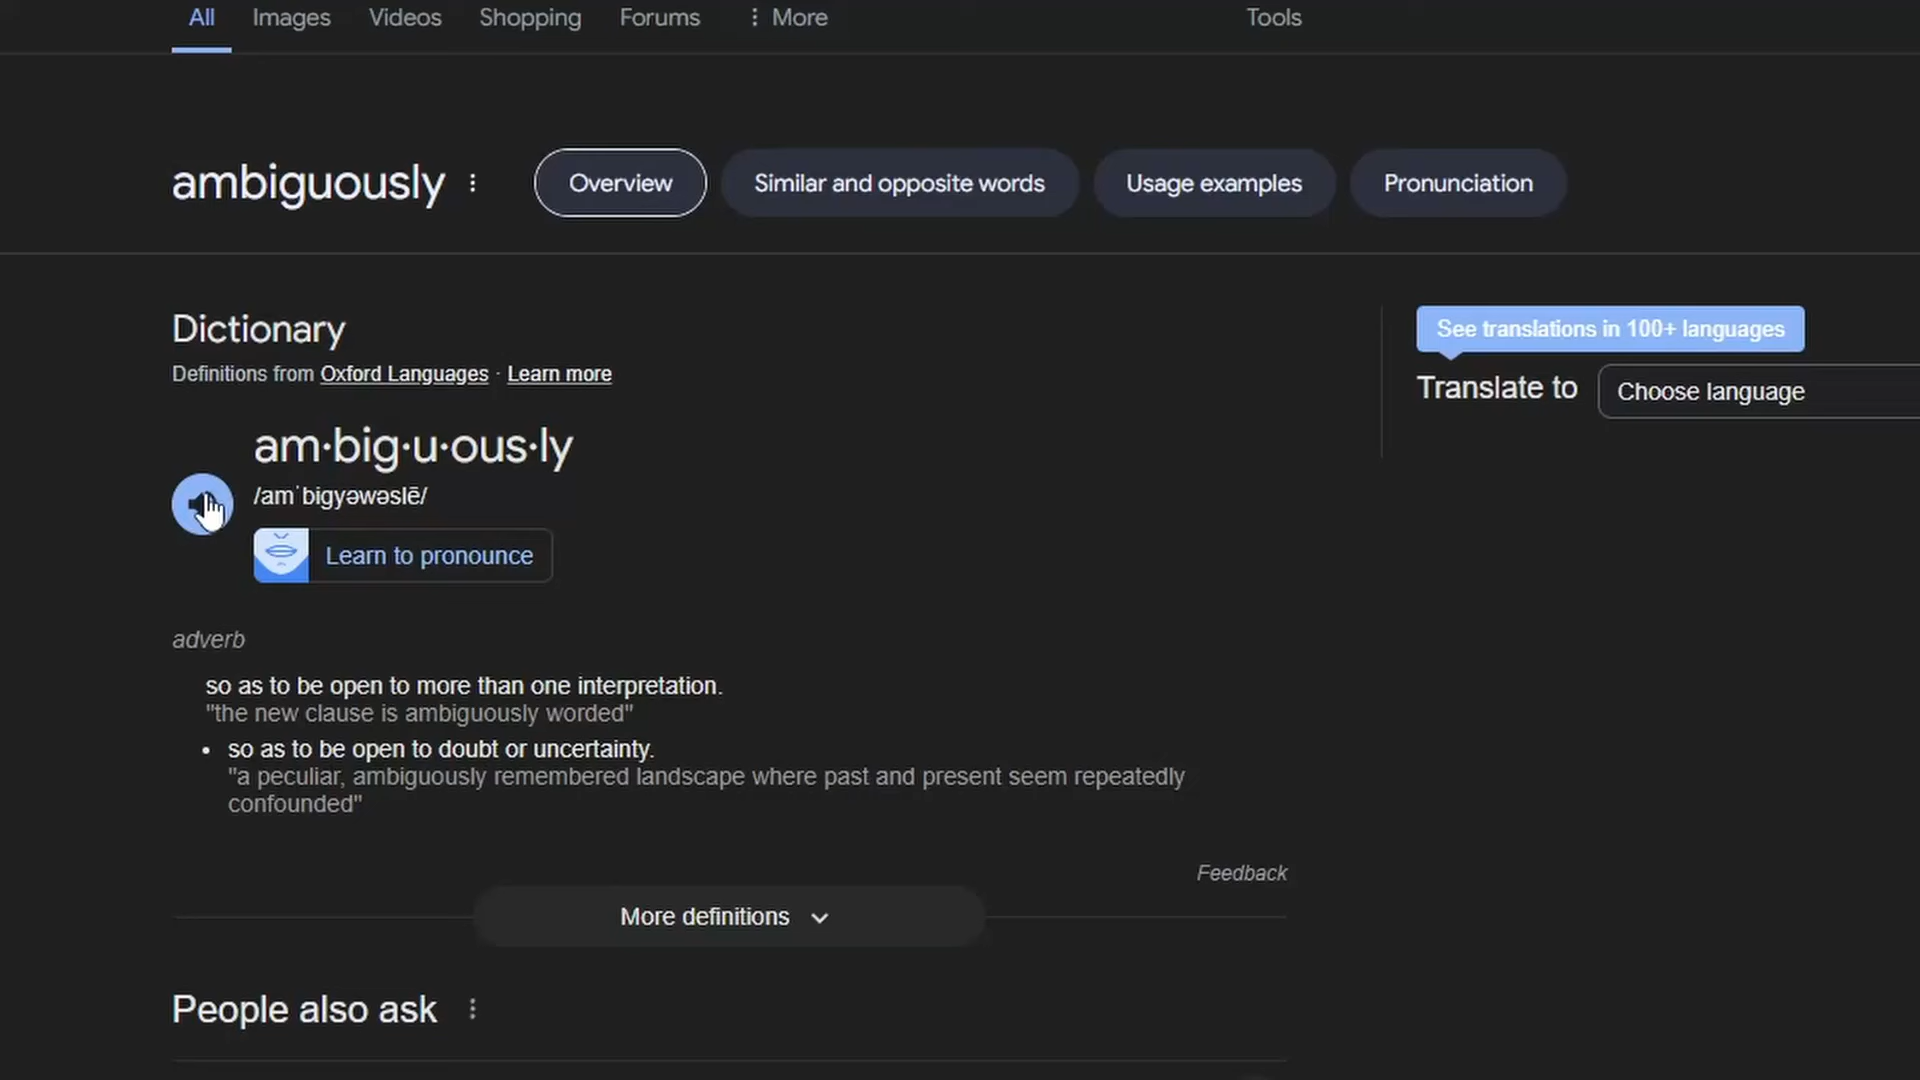 All Images Videos Shopping Forums More Tools
ambiguously Overview Similar and opposite words Usage examples Pronunciation
Dictionary
Definitions from Oxford Languages · Learn more
am·big·u·ous·ly
/amˈbigyəwəslē/
Learn to pronounce
adverb
so as to be open to more than one interpretation.
"the new clause is ambiguously worded"
• so as to be open to doubt or uncertainty.
"a peculiar, ambiguously remembered landscape where past and present seem repeatedly
confounded"
Feedback
More definitions
People also ask
See translations in 100+ languages
Translate to Choose language